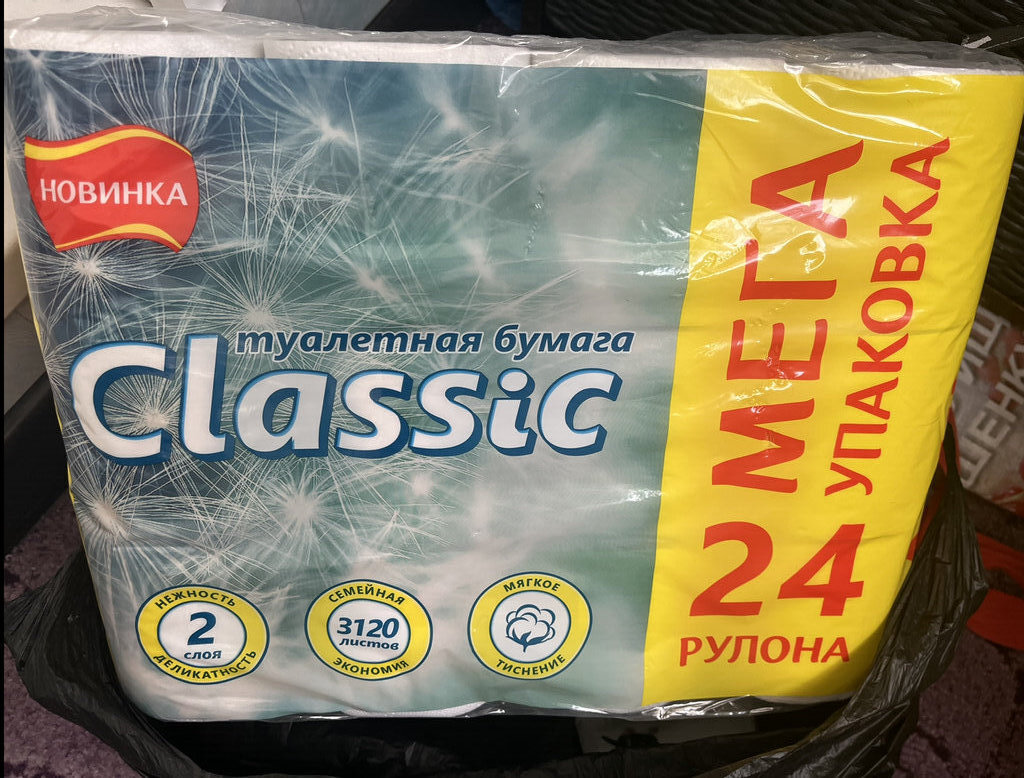 НОВИНКА
туалетная бумага
Classic
НЕЖНОСТЬ
2
слоя
ДЕЛИКАТНОСТЬ
СЕМЕЙНАЯ
3120
листов
ЭКОНОМИЯ
МЯГКОЕ
ТИСНЕНИЕ
МЕГА
УПАКОВКА
24
РУЛОНА